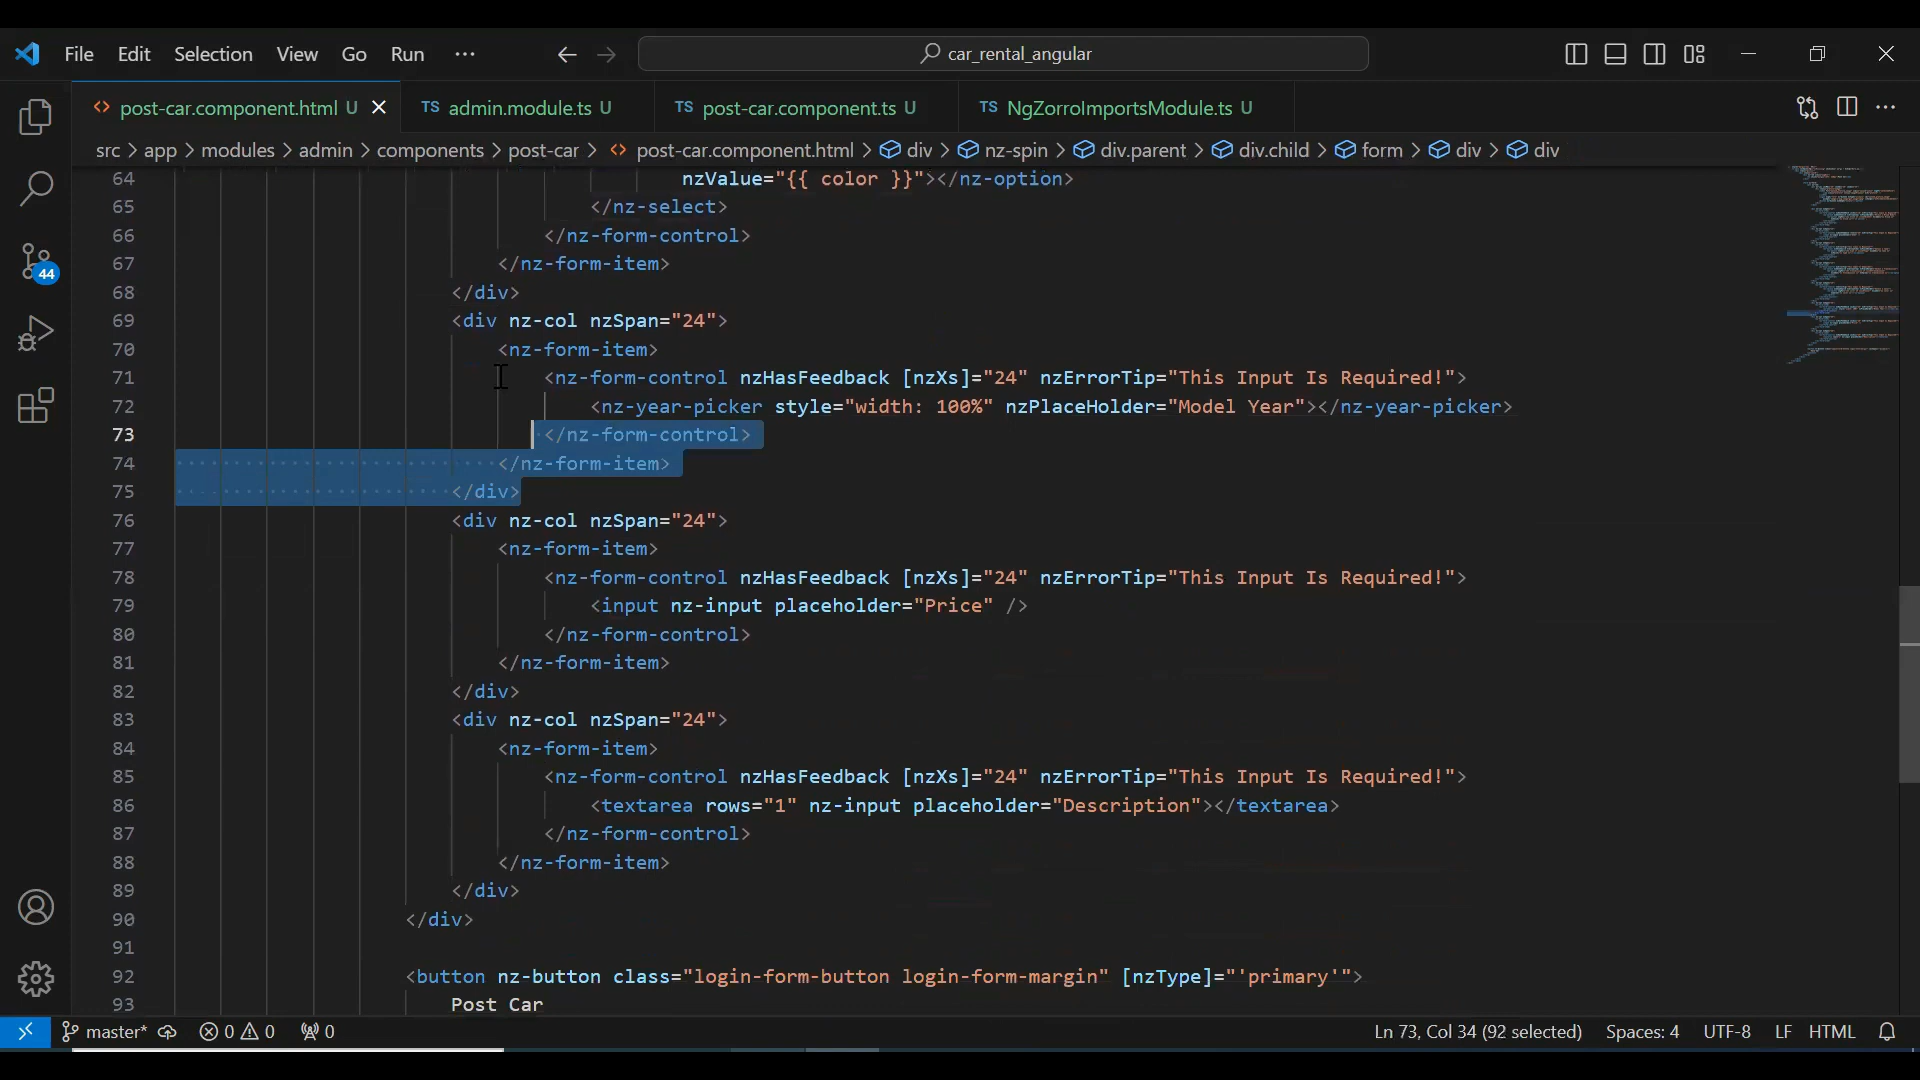 File Edit Selection View Go Run ··· car_rental_angular
post-car.component.html U TS admin.module.ts U TS post-car.component.ts U TS NgZorroImportsModule.ts U
src > app > modules > admin > components > post-car > post-car.component.html > div > nz-spin > div.parent > div.child > form > div > div
64 nzValue="{{ color }}"></nz-option>
65 </nz-select>
66 </nz-form-control>
67 </nz-form-item>
68 </div>
69 <div nz-col nzSpan="24">
70 <nz-form-item>
71 <nz-form-control nzHasFeedback [nzXs]="24" nzErrorTip="This Input Is Required!">
72 <nz-year-picker style="width: 100%" nzPlaceHolder="Model Year"></nz-year-picker>
73 </nz-form-control>
74 </nz-form-item>
75 </div>
76 <div nz-col nzSpan="24">
77 <nz-form-item>
78 <nz-form-control nzHasFeedback [nzXs]="24" nzErrorTip="This Input Is Required!">
79 <input nz-input placeholder="Price" />
80 </nz-form-control>
81 </nz-form-item>
82 </div>
83 <div nz-col nzSpan="24">
84 <nz-form-item>
85 <nz-form-control nzHasFeedback [nzXs]="24" nzErrorTip="This Input Is Required!">
86 <textarea rows="1" nz-input placeholder="Description"></textarea>
87 </nz-form-control>
88 </nz-form-item>
89 </div>
90 </div>
91
92 <button nz-button class="login-form-button login-form-margin" [nzType]="'primary'">
93 Post Car
44
master* 0 0 0 Ln 73, Col 34 (92 selected) Spaces: 4 UTF-8 LF HTML